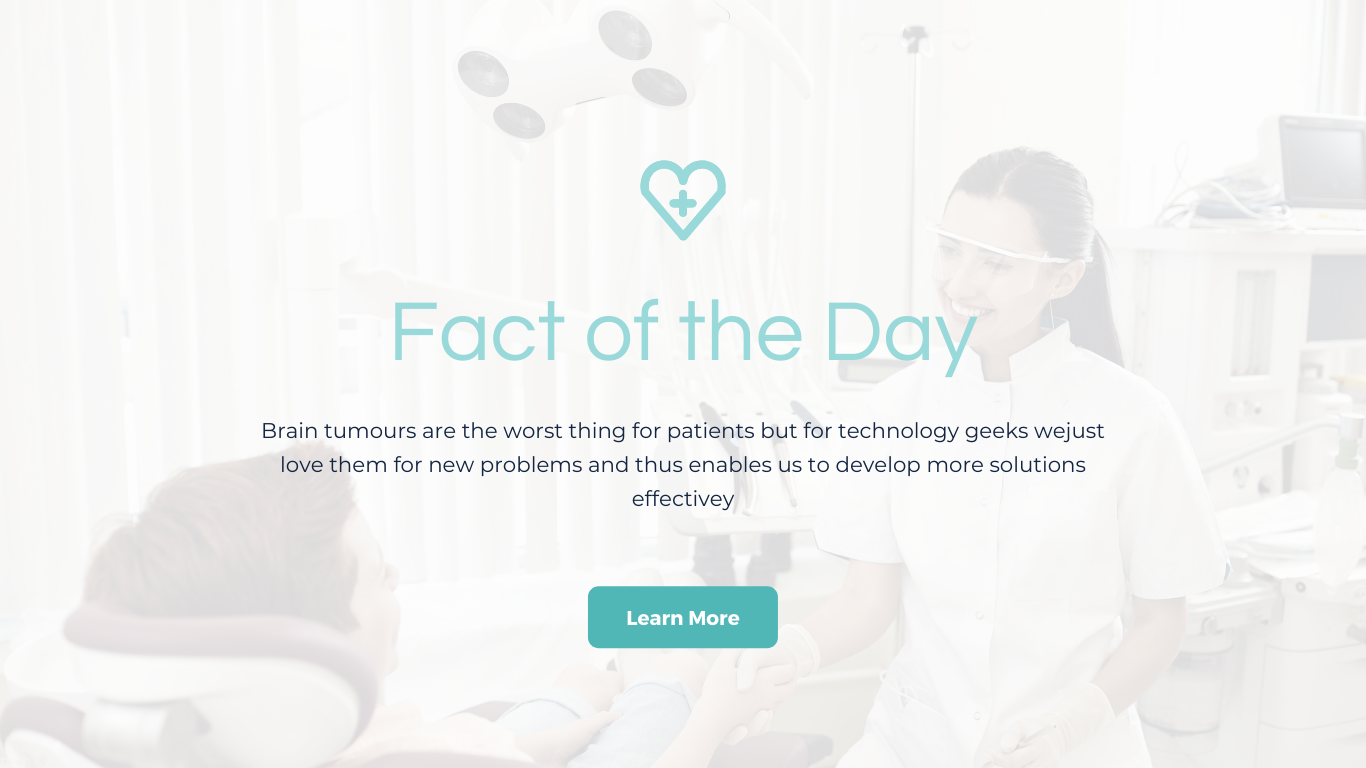 Fact of the Day
Brain tumours are the worst thing for patients but for technology geeks wejust
love them for new problems and thus enables us to develop more solutions
effectivey
Learn More